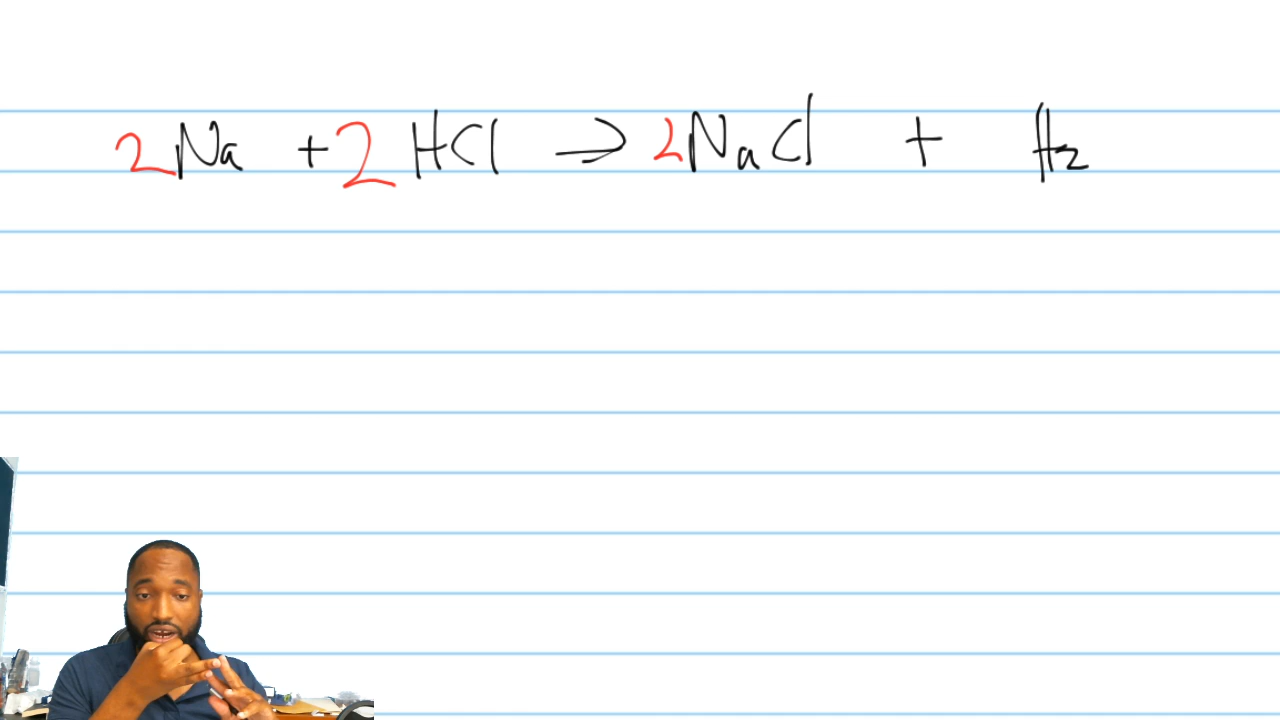 2Na + 2HCl → 2NaCl + H₂